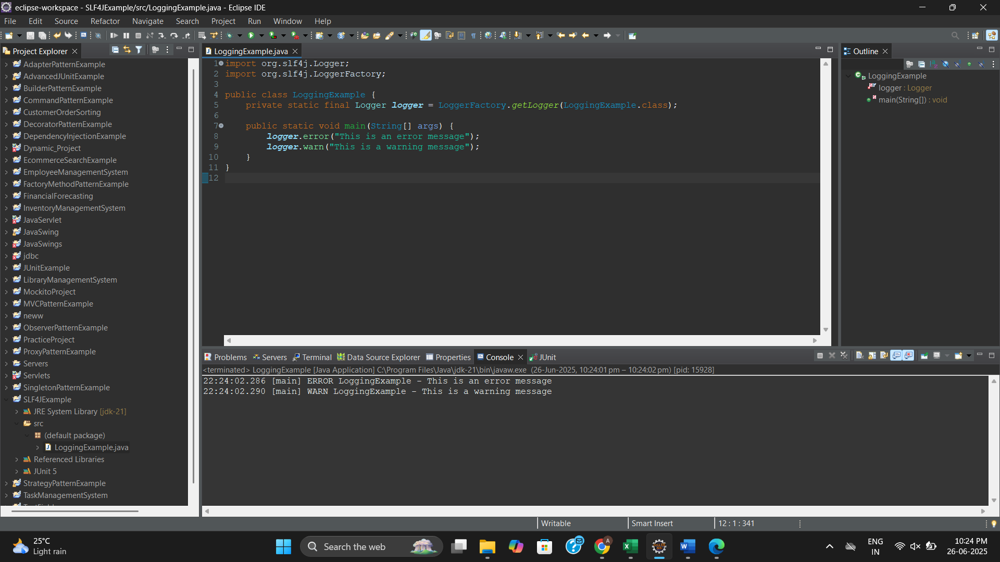 eclipse-workspace - SLF4JExample/src/LoggingExample.java - Eclipse IDE
File Edit Source Refactor Navigate Search Project Run Window Help
Project Explorer
AdapterPatternExample
AdvancedJUnitExample
BuilderPatternExample
CommandPatternExample
CustomerOrderSorting
DecoratorPatternExample
DependencyInjectionExample
Dynamic_Project
EcommerceSearchExample
EmployeeManagementSystem
FactoryMethodPatternExample
FinancialForecasting
InventoryManagementSystem
JavaServlet
JavaSwing
JavaSwings
jdbc
JUnitExample
LibraryManagementSystem
MockitoProject
MVCPatternExample
neww
ObserverPatternExample
PracticeProject
ProxyPatternExample
Servers
Servlets
SingletonPatternExample
SLF4JExample
JRE System Library [jdk-21]
src
(default package)
LoggingExample.java
Referenced Libraries
JUnit 5
StrategyPatternExample
TaskManagementSystem
LoggingExample.java
1 import org.slf4j.Logger;
2 import org.slf4j.LoggerFactory;
3
4 public class LoggingExample {
5     private static final Logger logger = LoggerFactory.getLogger(LoggingExample.class);
6
7     public static void main(String[] args) {
8         logger.error("This is an error message");
9         logger.warn("This is a warning message");
10     }
11 }
12
Outline
LoggingExample
logger : Logger
main(String[]) : void
Problems Servers Terminal Data Source Explorer Properties Console JUnit
<terminated> LoggingExample [Java Application] C:\Program Files\Java\jdk-21\bin\javaw.exe (26-Jun-2025, 10:24:01 pm – 10:24:02 pm) [pid: 15928]
22:24:02.286 [main] ERROR LoggingExample - This is an error message
22:24:02.290 [main] WARN LoggingExample - This is a warning message
Writable
Smart Insert
12 : 1 : 341
25°C
Light rain
Search the web
ENG
IN
10:24 PM
26-06-2025